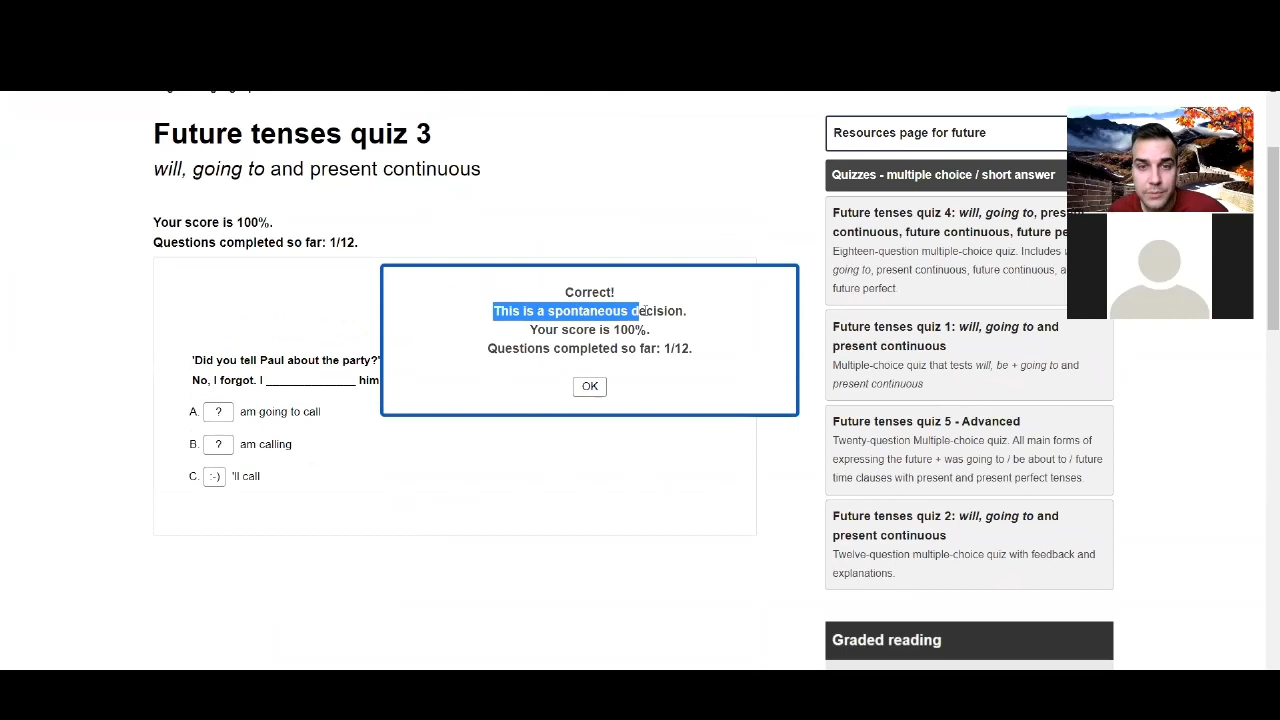 Future tenses quiz 3
will, going to and present continuous
Your score is 100%.
Questions completed so far: 1/12.
Correct!
This is a spontaneous decision.
Your score is 100%.
Questions completed so far: 1/12.
OK
'Did you tell Paul about the party?'
No, I forgot. I ______________ him
A. ? am going to call
B. ? am calling
C. :-) 'll call
Resources page for future
Quizzes - multiple choice / short answer
Future tenses quiz 4: will, going to, present
continuous, future continuous, future
Eighteen-question multiple-choice quiz. Includes
going to, present continuous, future continuous,
future perfect.
Future tenses quiz 1: will, going to and
present continuous
Multiple-choice quiz that tests will, be + going to and
present continuous
Future tenses quiz 5 - Advanced
Twenty-question Multiple-choice quiz. All main forms of
expressing the future + was going to / be about to / future
time clauses with present and present perfect tenses.
Future tenses quiz 2: will, going to and
present continuous
Twelve-question multiple-choice quiz with feedback and
explanations.
Graded reading